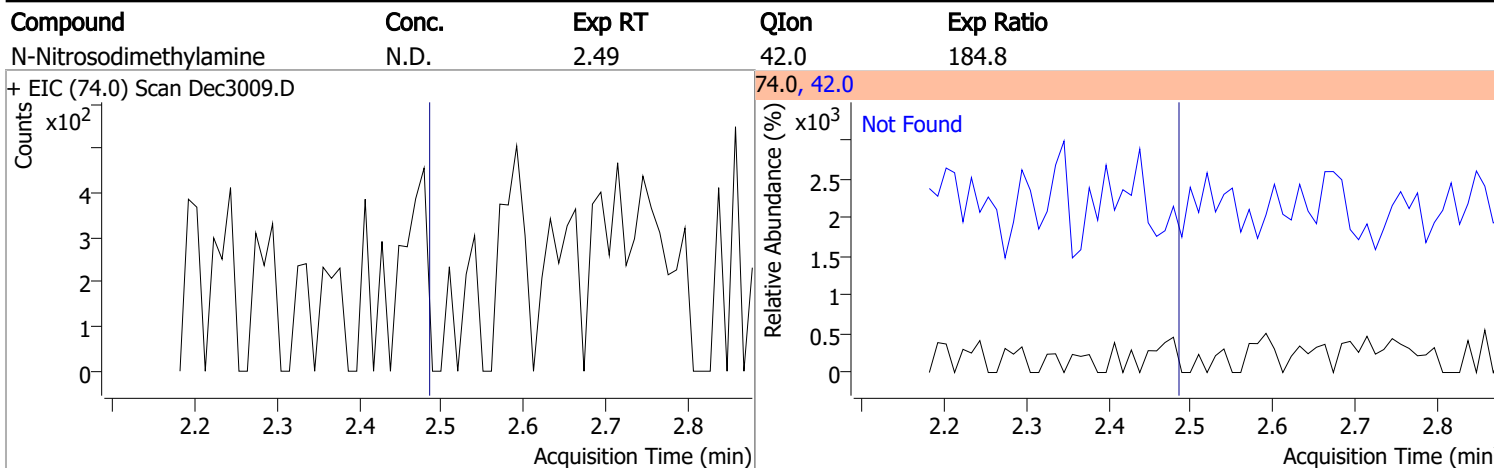 Compound Conc. Exp RT QIon Exp Ratio
N-Nitrosodimethylamine N.D. 2.49 42.0 184.8
+ EIC (74.0) Scan Dec3009.D
Counts
x10²
4
3
2
1
0
2.2 2.3 2.4 2.5 2.6 2.7 2.8
Acquisition Time (min)
74.0, 42.0
Relative Abundance (%)
x10³
Not Found
2.5
2
1.5
1
0.5
0
2.2 2.3 2.4 2.5 2.6 2.7 2.8
Acquisition Time (min